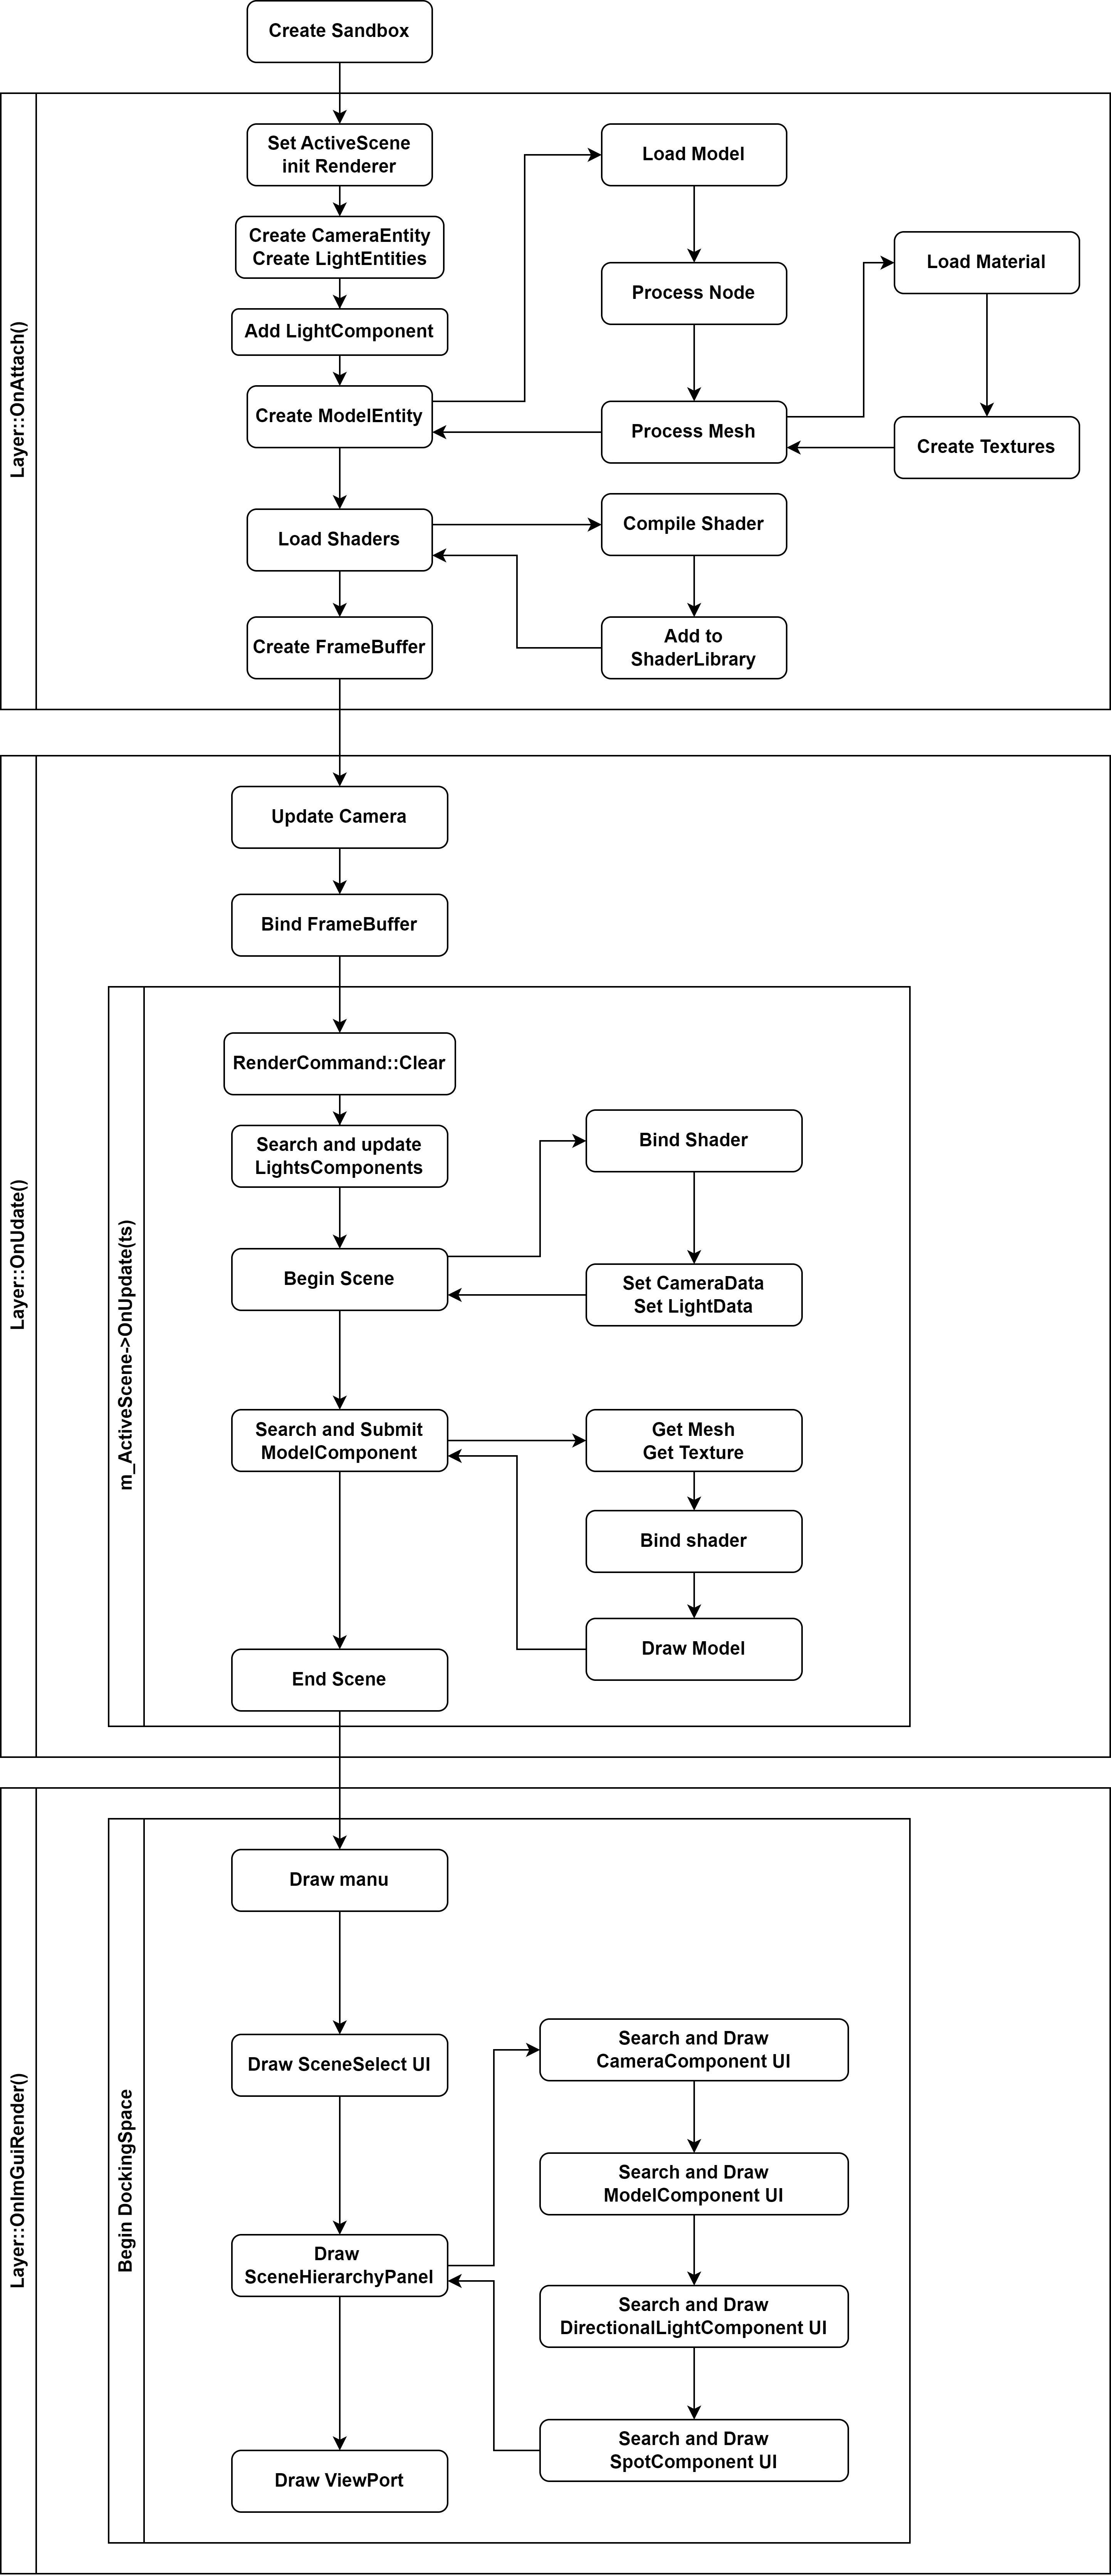 Create Sandbox
Layer::OnAttach()
Set ActiveScene
init Renderer
Create CameraEntity
Create LightEntities
Add LightComponent
Create ModelEntity
Load Model
Process Node
Process Mesh
Load Material
Create Textures
Load Shaders
Compile Shader
Add to
ShaderLibrary
Create FrameBuffer
Layer::OnUdate()
Update Camera
Bind FrameBuffer
m_ActiveScene->OnUpdate(ts)
RenderCommand::Clear
Search and update
LightsComponents
Begin Scene
Bind Shader
Set CameraData
Set LightData
Search and Submit
ModelComponent
Get Mesh
Get Texture
Bind shader
Draw Model
End Scene
Layer::OnImGuiRender()
Begin DockingSpace
Draw manu
Draw SceneSelect UI
Draw
SceneHierarchyPanel
Search and Draw
CameraComponent UI
Search and Draw
ModelComponent UI
Search and Draw
DirectionalLightComponent UI
Search and Draw
SpotComponent UI
Draw ViewPort